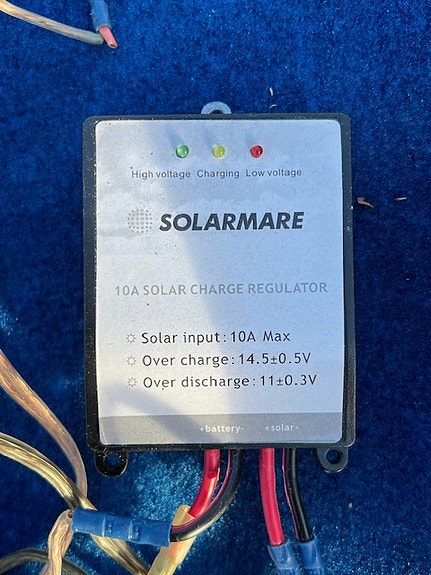 High voltage Charging Low voltage
SOLARMARE
10A SOLAR CHARGE REGULATOR
Solar input: 10A Max
Over charge: 14.5±0.5V
Over discharge: 11±0.3V
+battery- +solar-